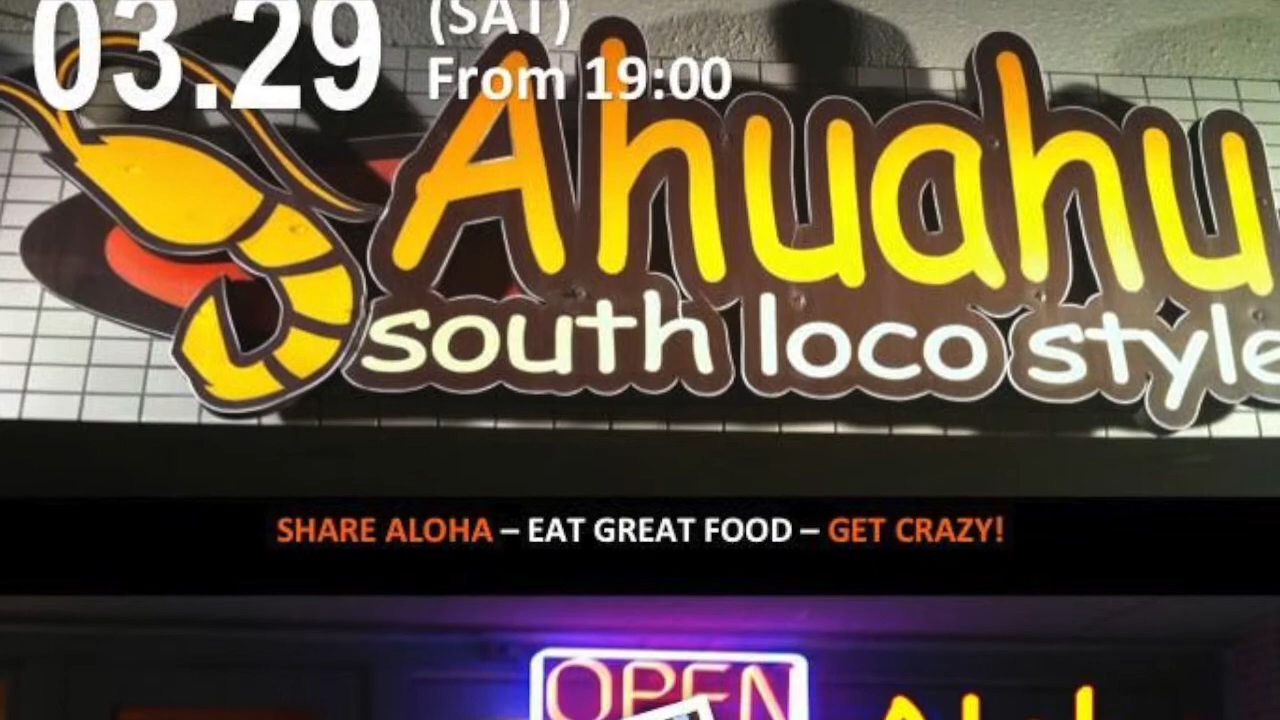 03.29
(SAT)
From 19:00
Ahuahu
south loco style
SHARE ALOHA – EAT GREAT FOOD – GET CRAZY!
OPEN